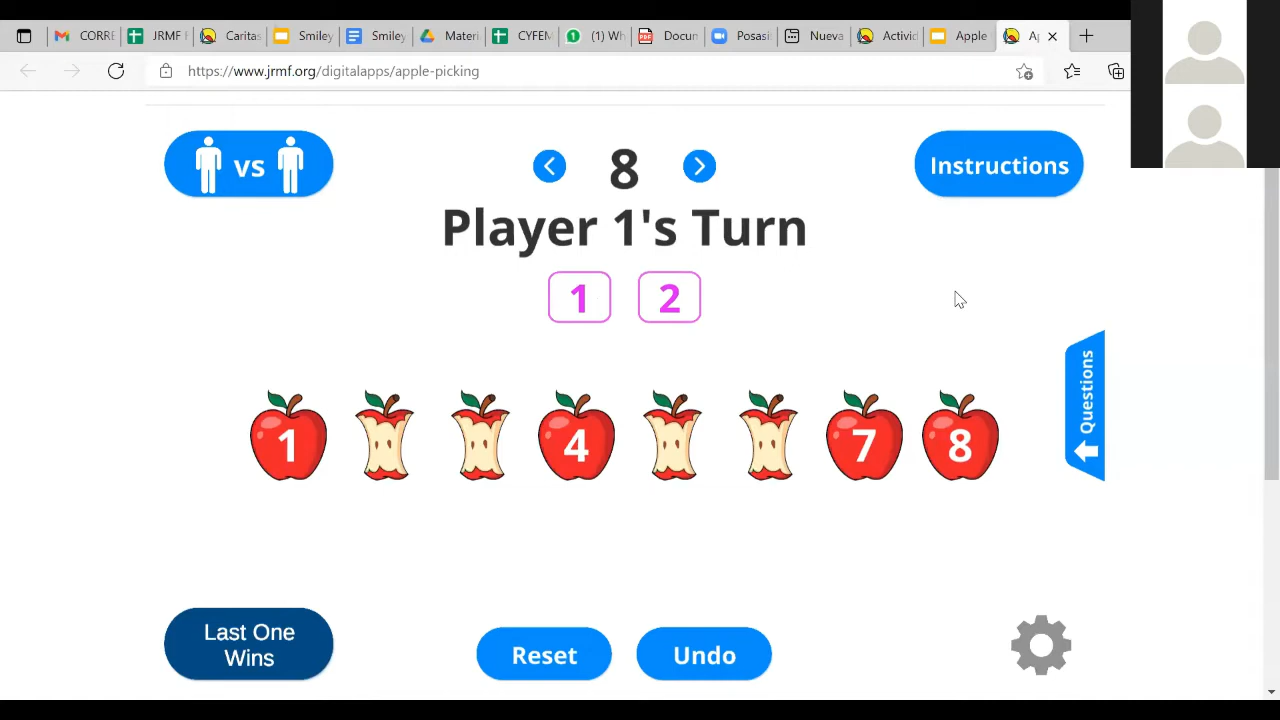 CORRE
JRMF F
Caritas
Smiley
Smiley
Materi
CYFEM
(1) Wh
Docun
Posasi
Nueva
Activid
Apple
Ap
https://www.jrmf.org/digitalapps/apple-picking
vs
8
Instructions
Player 1's Turn
1 2
Questions
1 4 7 8
Last One
Wins
Reset
Undo